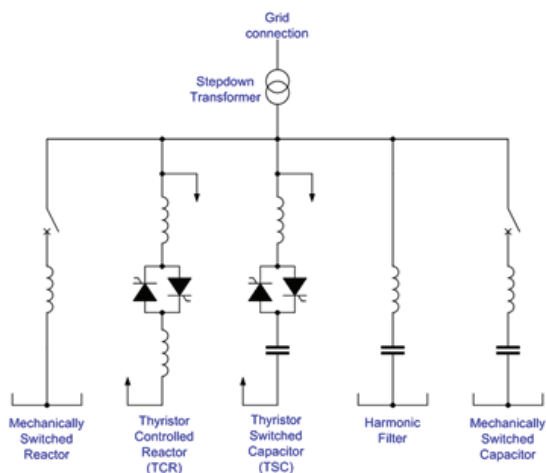 Grid
connection
Stepdown
Transformer
Mechanically
Switched
Reactor
Thyristor
Controlled
Reactor
(TCR)
Thyristor
Switched
Capacitor
(TSC)
Harmonic
Filter
Mechanically
Switched
Capacitor